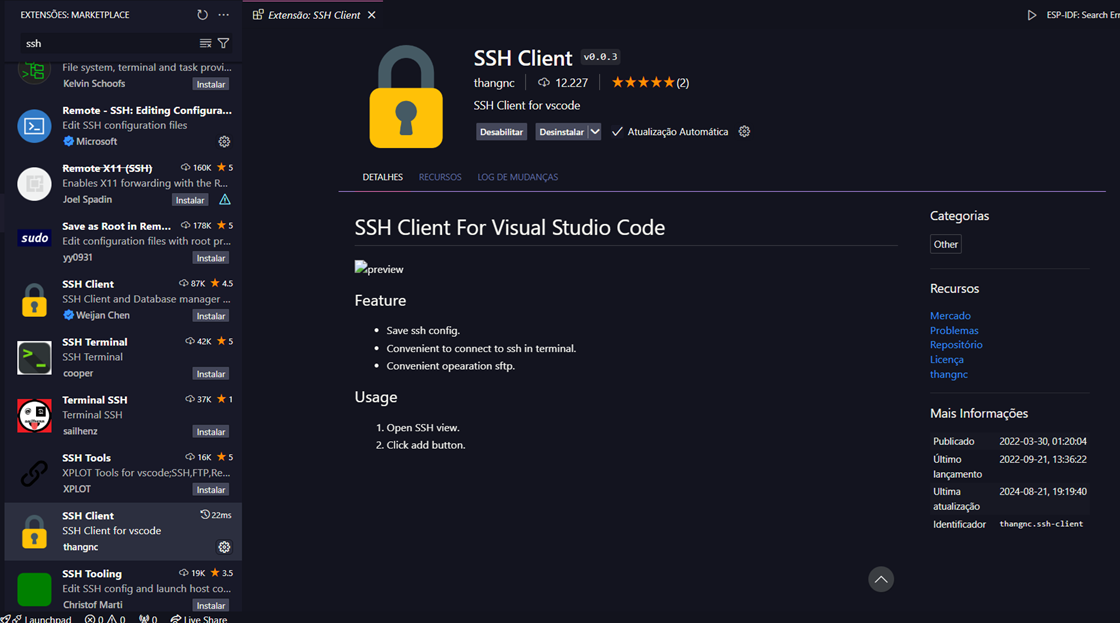 EXTENSÕES: MARKETPLACE
ssh
File system, terminal and task provi...
Kelvin Schoofs
Instalar
Remote - SSH: Editing Configura...
Edit SSH configuration files
Microsoft
Remote X11 (SSH) 160K 5
Enables X11 forwarding with the R...
Joel Spadin
Instalar
Save as Root in Rem... 178K 5
Edit configuration files with root pr...
yy0931
Instalar
sudo
SSH Client 87K 4.5
SSH Client and Database manager ...
Weijan Chen
Instalar
SSH Terminal 42K 5
SSH Terminal
cooper
Instalar
Terminal SSH 37K 1
Terminal SSH
sailhenz
Instalar
SSH Tools 16K 5
XPLOT Tools for vscode;SSH,FTP,Re...
XPLOT
Instalar
SSH Client 22ms
SSH Client for vscode
thangnc
SSH Tooling 19K 3.5
Edit SSH config and launch host co...
Christof Marti
Instalar
Launchpad 0 0 0 Live Share
Extensão: SSH Client
ESP-IDF: Search Err
SSH Client v0.0.3
thangnc 12.227 (2)
SSH Client for vscode
Desabilitar Desinstalar Atualização Automática
DETALHES RECURSOS LOG DE MUDANÇAS
SSH Client For Visual Studio Code
preview
Feature
Save ssh config.
Convenient to connect to ssh in terminal.
Convenient opearation sftp.
Usage
1. Open SSH view.
2. Click add button.
Categorias
Other
Recursos
Mercado
Problemas
Repositório
Licença
thangnc
Mais Informações
Publicado 2022-03-30, 01:20:04
Último lançamento 2022-09-21, 13:36:22
Ultima atualização 2024-08-21, 19:19:40
Identificador thangnc.ssh-client